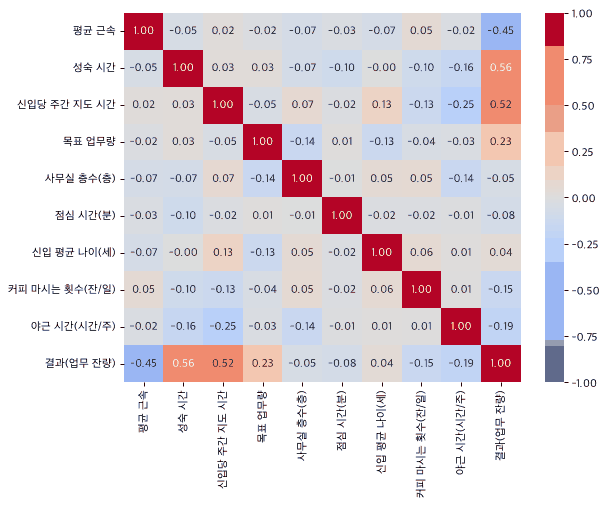 평균 근속 1.00 -0.05 0.02 -0.02 -0.07 -0.03 -0.07 0.05 -0.02 -0.45
성숙 시간 -0.05 1.00 0.03 0.03 -0.07 -0.10 -0.00 -0.10 -0.16 0.56
신입당 주간 지도 시간 0.02 0.03 1.00 -0.05 0.07 -0.02 0.13 -0.13 -0.25 0.52
목표 업무량 -0.02 0.03 -0.05 1.00 -0.14 0.01 -0.13 -0.04 -0.03 0.23
사무실 층수(층) -0.07 -0.07 0.07 -0.14 1.00 -0.01 0.05 0.05 -0.14 -0.05
점심 시간(분) -0.03 -0.10 -0.02 0.01 -0.01 1.00 -0.02 -0.02 -0.01 -0.08
신입 평균 나이(세) -0.07 -0.00 0.13 -0.13 0.05 -0.02 1.00 0.06 0.01 0.04
커피 마시는 횟수(잔/일) 0.05 -0.10 -0.13 -0.04 0.05 -0.02 0.06 1.00 0.01 -0.15
야근 시간(시간/주) -0.02 -0.16 -0.25 -0.03 -0.14 -0.01 0.01 0.01 1.00 -0.19
결과(업무 잔량) -0.45 0.56 0.52 0.23 -0.05 -0.08 0.04 -0.15 -0.19 1.00
평균 근속
성숙 시간
신입당 주간 지도 시간
목표 업무량
사무실 층수(층)
점심 시간(분)
신입 평균 나이(세)
커피 마시는 횟수(잔/일)
야근 시간(시간/주)
결과(업무 잔량)
1.00
0.75
0.50
0.25
0.00
-0.25
-0.50
-0.75
-1.00